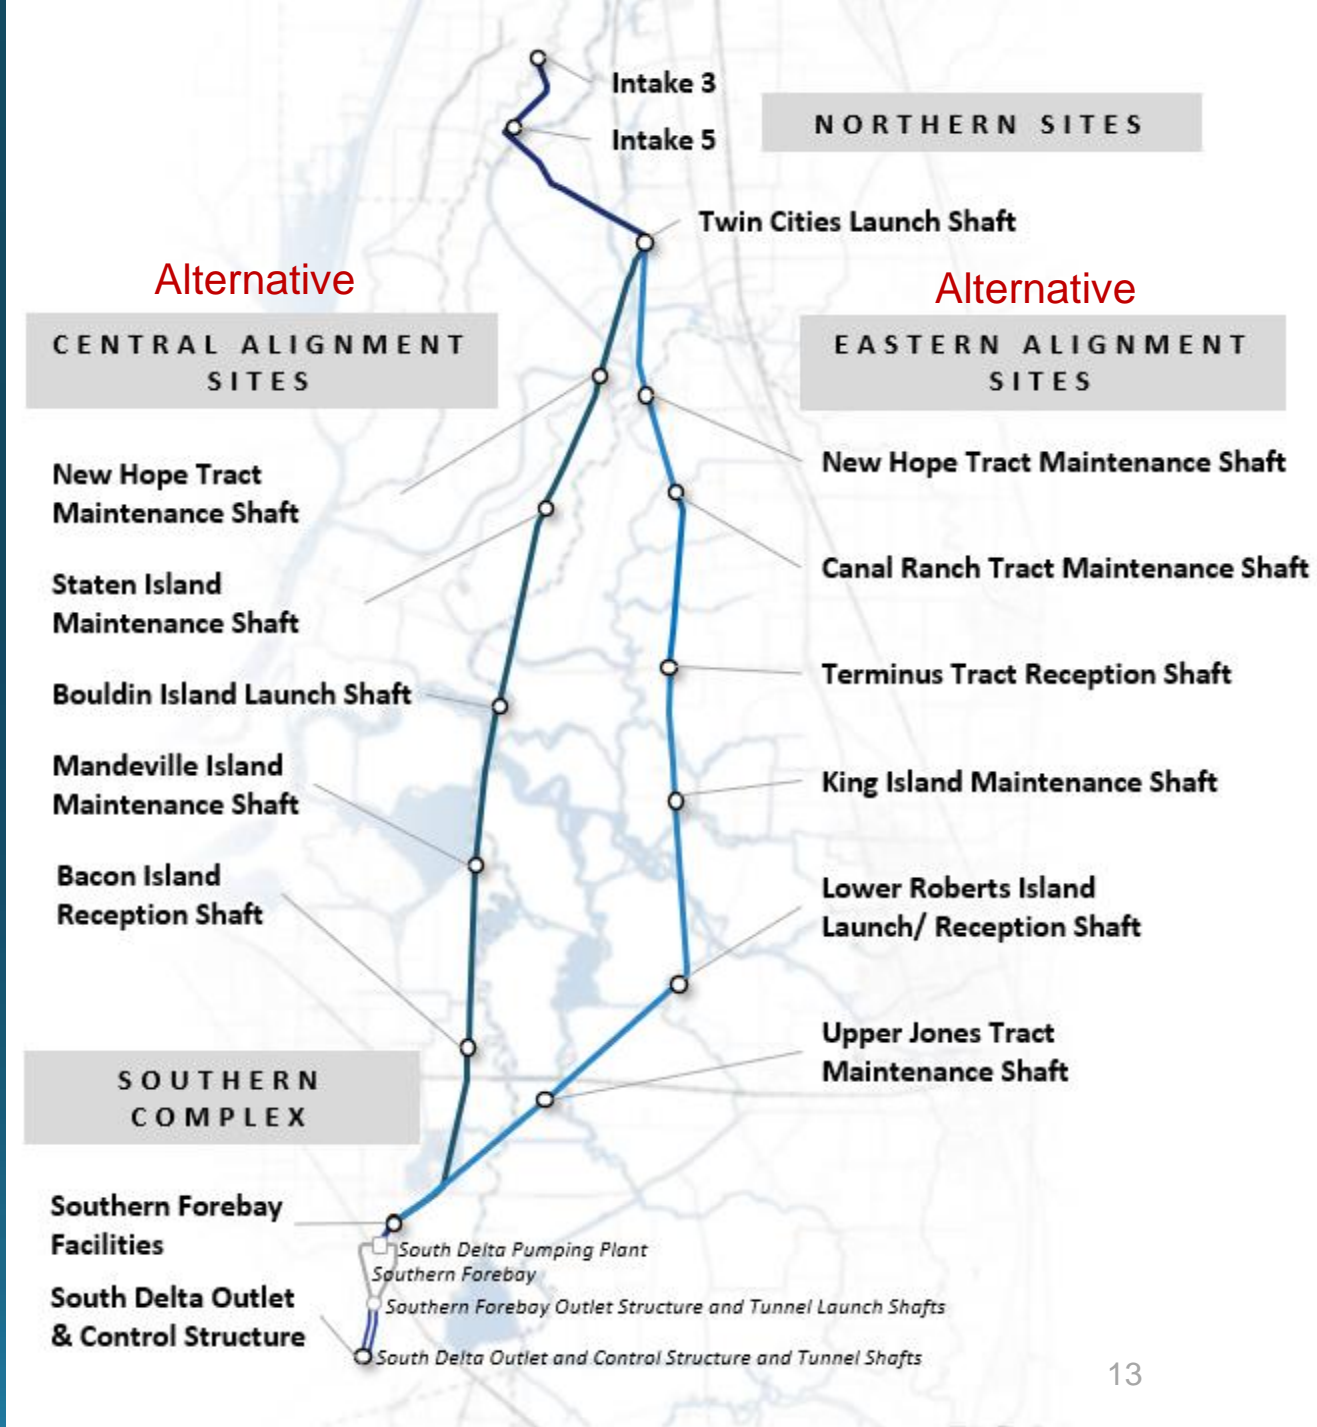 Intake 3
NORTHERN SITES
Intake 5
Twin Cities Launch Shaft
Alternative
CENTRAL ALIGNMENT
SITES
New Hope Tract
Maintenance Shaft
Staten Island
Maintenance Shaft
Bouldin Island Launch Shaft
Mandeville Island
Maintenance Shaft
Bacon Island
Reception Shaft
Alternative
EASTERN ALIGNMENT
SITES
New Hope Tract Maintenance Shaft
Canal Ranch Tract Maintenance Shaft
Terminus Tract Reception Shaft
King Island Maintenance Shaft
Lower Roberts Island
Launch/ Reception Shaft
Upper Jones Tract
Maintenance Shaft
SOUTHERN
COMPLEX
Southern Forebay
Facilities
South Delta Outlet
& Control Structure
South Delta Pumping Plant
Southern Forebay
Southern Forebay Outlet Structure and Tunnel Launch Shafts
South Delta Outlet and Control Structure and Tunnel Shafts
13